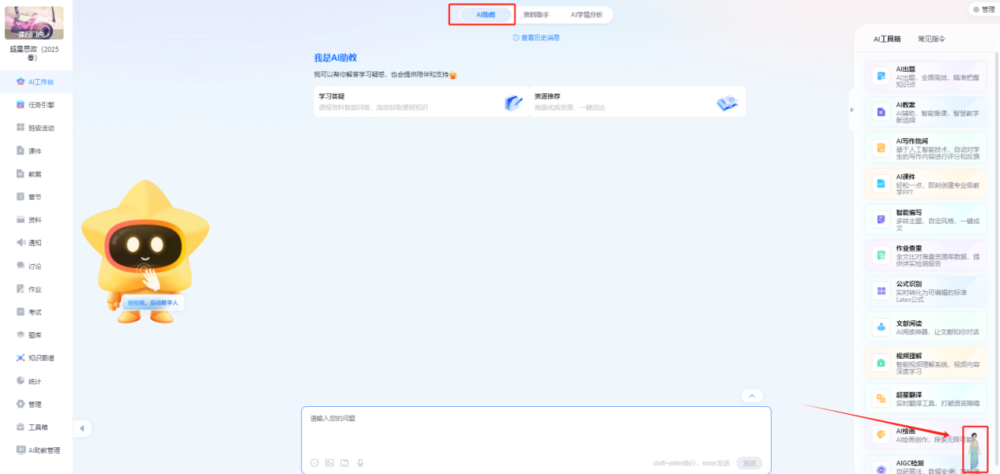 课程门户
超星思政（2025
春）
AI工作台
任务引擎
班级活动
课件
教案
章节
资料
通知
讨论
作业
考试
题库
知识图谱
统计
管理
工具箱
AI助教管理
AI助教
资料助手
AI学情分析
查看历史消息
我是AI助教
我可以帮你解答学习疑惑，也会提供陪伴和支持
学习答疑
课程资料智能问答，高效获取课程知识
资源推荐
海量优质资源，一键送达
拍拍我，启动数字人
请输入您的问题
shift+enter换行，enter发送
发送
管理
AI工具箱
常见指令
AI出题
AI出题，全面高效，精准把握
知识点
AI教案
AI辅助，智能备课，智慧教学
新选择
AI写作批阅
基于人工智能技术，自动对学
生的写作内容进行评分和反馈
AI课件
轻松一点，即刻创建专业级教
学PPT
智能编写
多样主题，自定风格，一键成
文
作业查重
全文比对海量资源库数据，提
供详实检测报告
公式识别
实时转化为可编辑的标准
Latex公式
文献阅读
AI阅读神器，让文献和你对话
视频理解
智能视频理解系统，视频内容
深度学习
超星翻译
实时翻译工具，打破语言障碍
AI绘画
AI绘画创作，探索无限可能
AIGC检测
自研算法，数据安全，